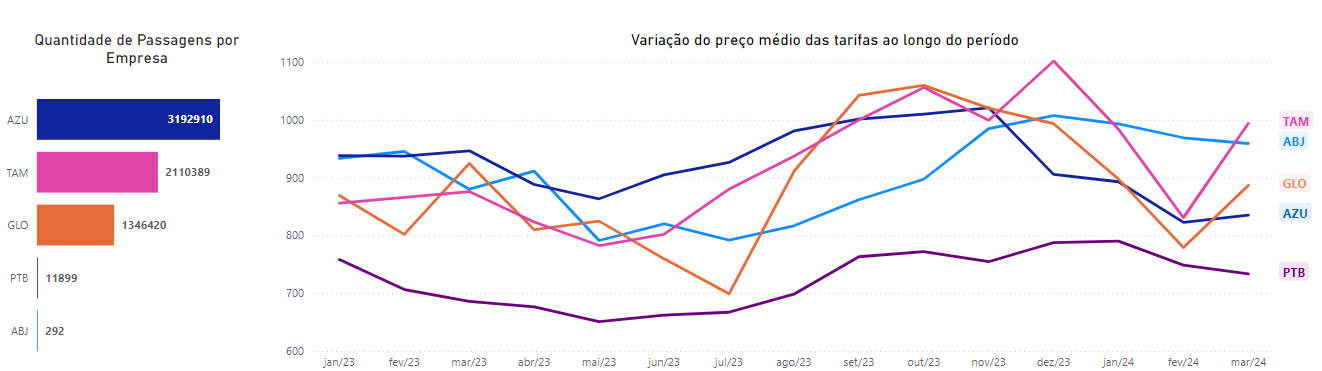 Quantidade de Passagens por
Empresa
AZU 3192910
TAM 2110389
GLO 1346420
PTB 11899
ABJ 292
Variação do preço médio das tarifas ao longo do período
1100
1000
900
800
700
600
jan/23 fev/23 mar/23 abr/23 mai/23 jun/23 jul/23 ago/23 set/23 out/23 nov/23 dez/23 jan/24 fev/24 mar/24
TAM
ABJ
GLO
AZU
PTB